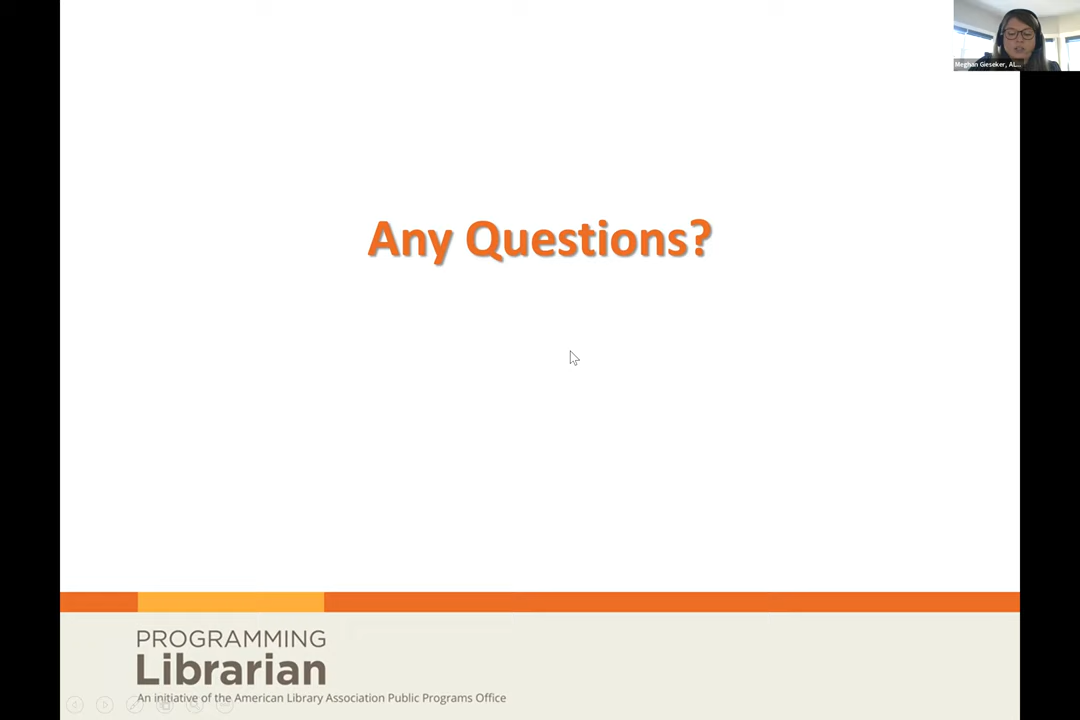 Meghan Gieseker, AL...
Any Questions?
PROGRAMMING
Librarian
An initiative of the American Library Association Public Programs Office